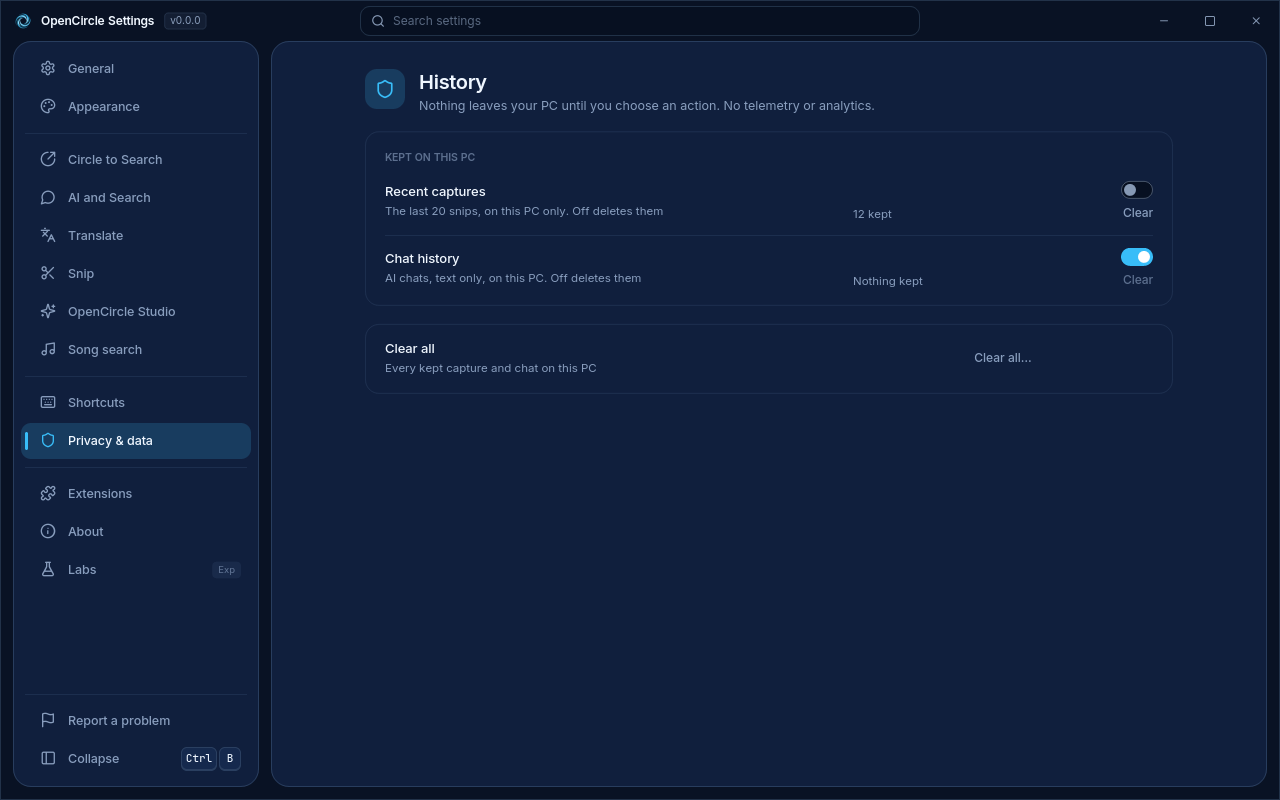 OpenCircle Settings v0.0.0
Search settings
General
Appearance
Circle to Search
AI and Search
Translate
Snip
OpenCircle Studio
Song search
Shortcuts
Privacy & data
Extensions
About
Labs Exp
Report a problem
Collapse Ctrl B
History
Nothing leaves your PC until you choose an action. No telemetry or analytics.
KEPT ON THIS PC
Recent captures
The last 20 snips, on this PC only. Off deletes them
12 kept
Clear
Chat history
AI chats, text only, on this PC. Off deletes them
Nothing kept
Clear
Clear all
Every kept capture and chat on this PC
Clear all...